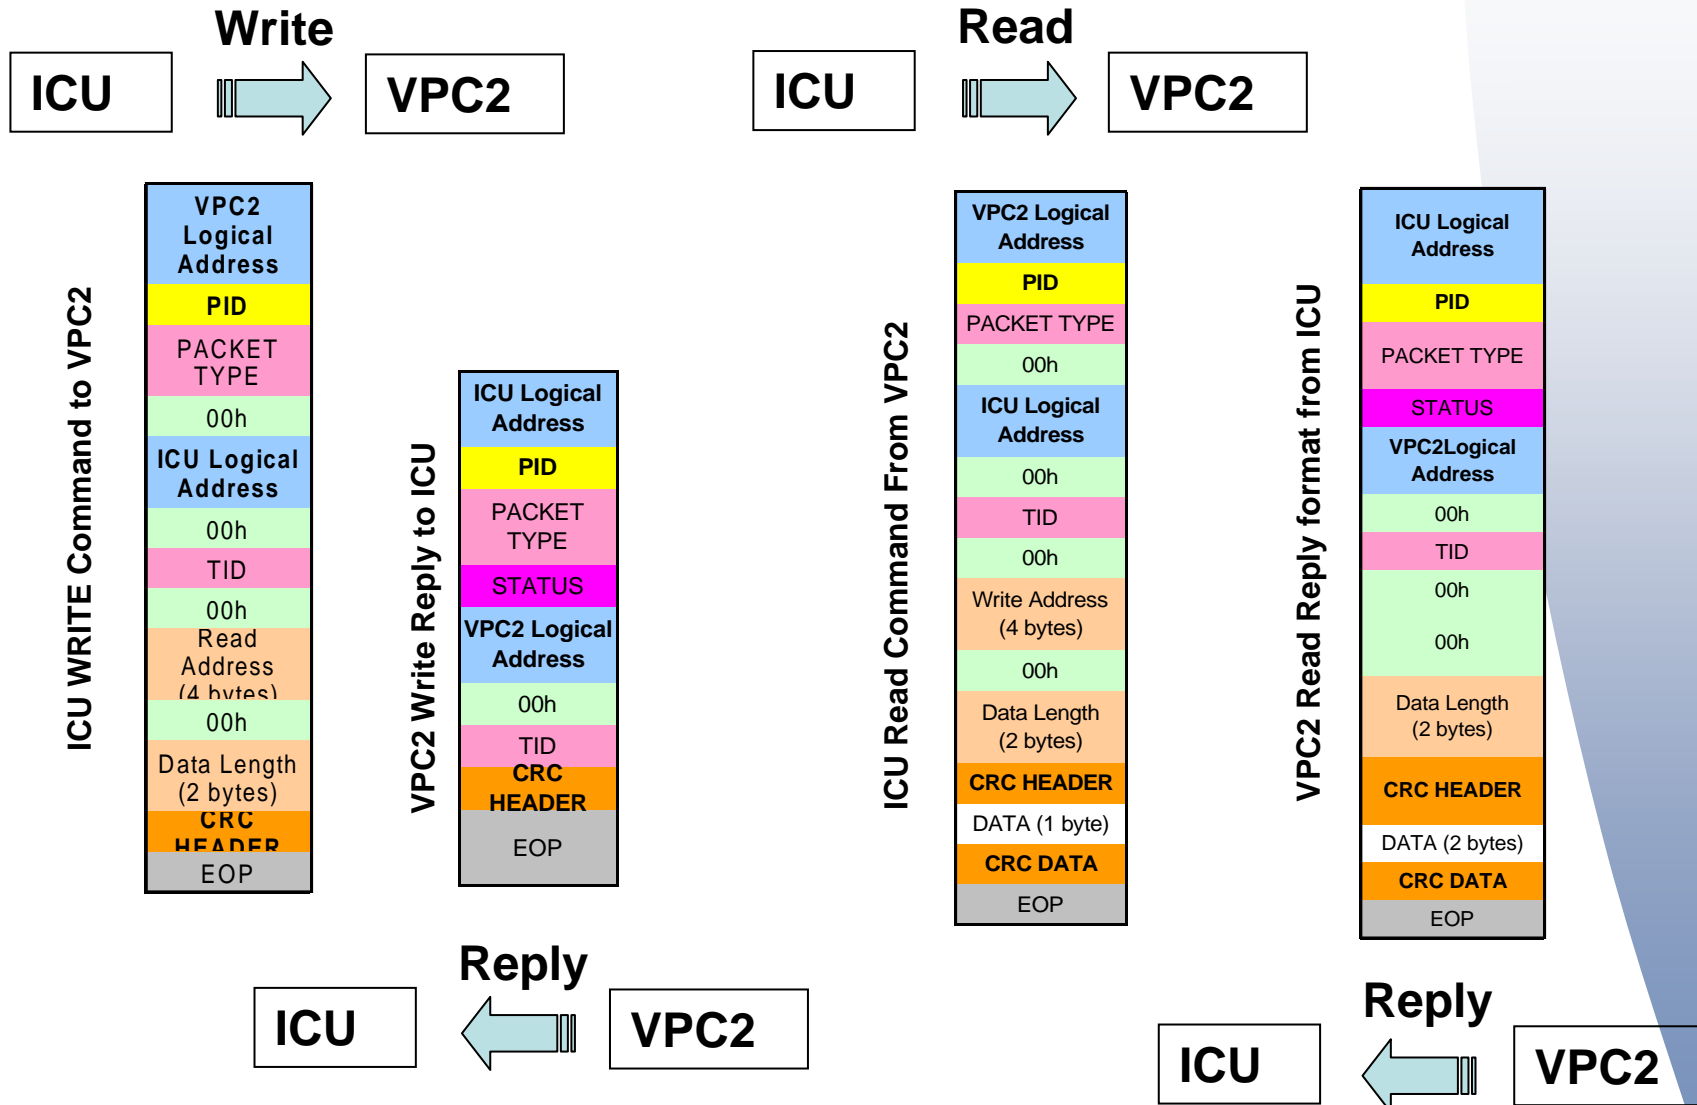 Write
ICU
VPC2
Read
ICU
VPC2
ICU WRITE Command to VPC2
VPC2
Logical
Address
PID
PACKET
TYPE
00h
ICU Logical
Address
00h
TID
00h
Read
Address
(4 bytes)
00h
Data Length
(2 bytes)
CRC
HEADER
EOP
VPC2 Write Reply to ICU
ICU Logical
Address
PID
PACKET
TYPE
STATUS
VPC2 Logical
Address
00h
TID
CRC
HEADER
EOP
Reply
ICU
VPC2
ICU Read Command From VPC2
VPC2 Logical
Address
PID
PACKET TYPE
00h
ICU Logical
Address
00h
TID
00h
Write Address
(4 bytes)
00h
Data Length
(2 bytes)
CRC HEADER
DATA (1 byte)
CRC DATA
EOP
VPC2 Read Reply format from ICU
ICU Logical
Address
PID
PACKET TYPE
STATUS
VPC2Logical
Address
00h
TID
00h
00h
Data Length
(2 bytes)
CRC HEADER
DATA (2 bytes)
CRC DATA
EOP
Reply
ICU
VPC2